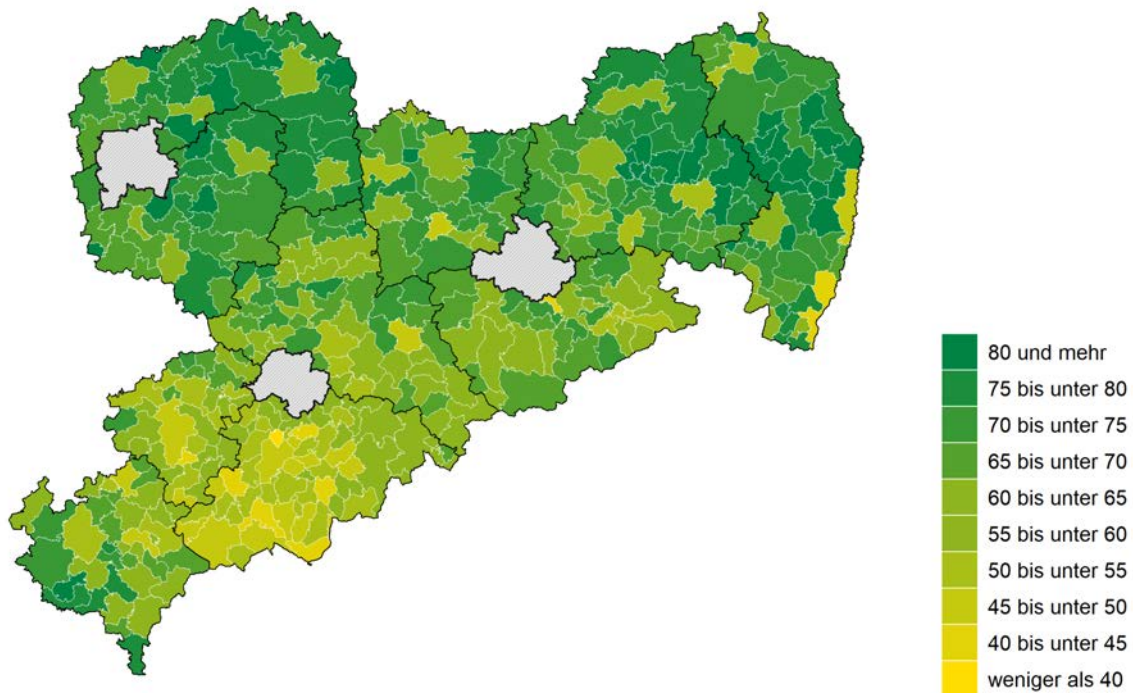 80 und mehr
75 bis unter 80
70 bis unter 75
65 bis unter 70
60 bis unter 65
55 bis unter 60
50 bis unter 55
45 bis unter 50
40 bis unter 45
weniger als 40